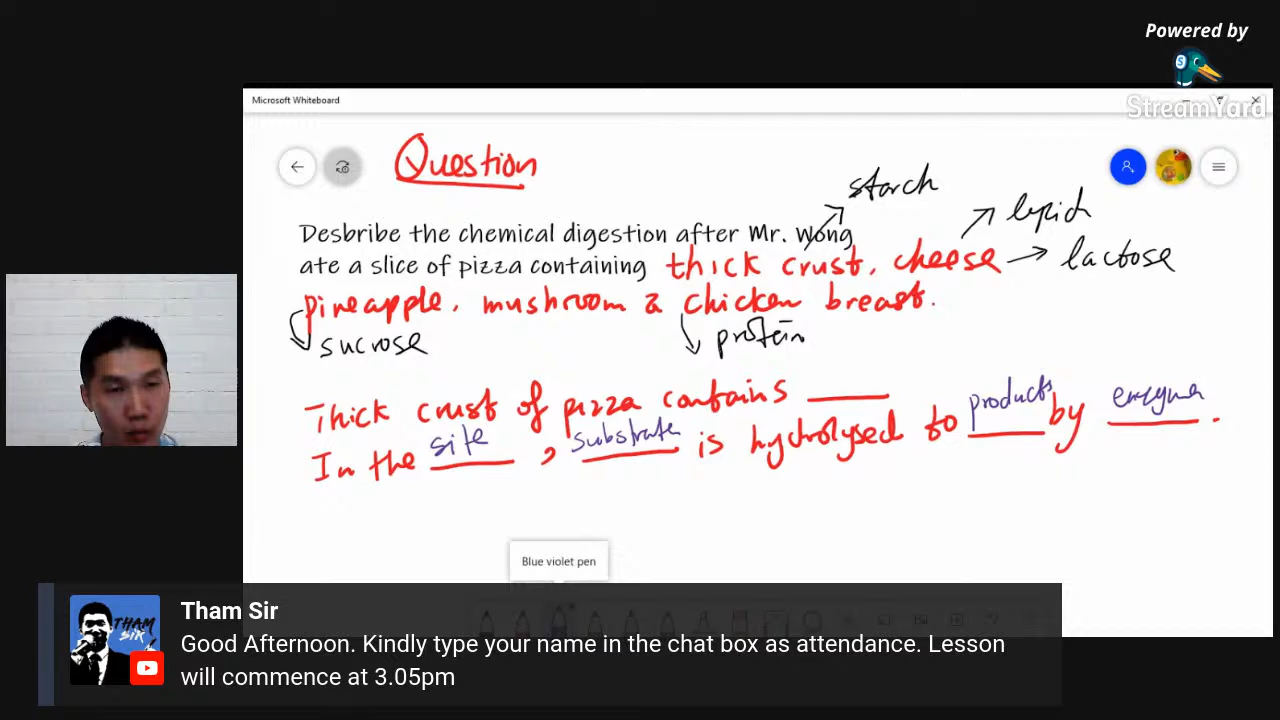 Powered by
StreamYard
Microsoft Whiteboard
Question
starch
lepid
Desbribe the chemical digestion after Mr. Wong
ate a slice of pizza containing thick crust, cheese
lactose
pineapple, mushroom & chicken breast.
sucrose
protein
Thick crust of pizza contains
products
enzyme
site
substrate
In the , is hydrolysed to by .
Blue violet pen
Tham Sir
THAM
SIR
Good Afternoon. Kindly type your name in the chat box as attendance. Lesson
will commence at 3.05pm